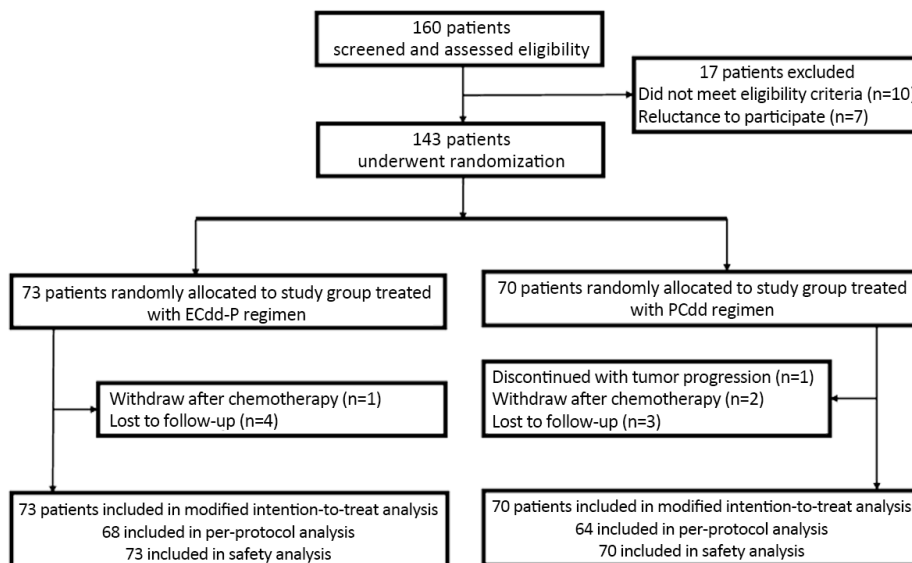 160 patients
screened and assessed eligibility
17 patients excluded
Did not meet eligibility criteria (n=10)
Reluctance to participate (n=7)
143 patients
underwent randomization
73 patients randomly allocated to study group treated
with ECdd-P regimen
70 patients randomly allocated to study group treated
with PCdd regimen
Withdraw after chemotherapy (n=1)
Lost to follow-up (n=4)
Discontinued with tumor progression (n=1)
Withdraw after chemotherapy (n=2)
Lost to follow-up (n=3)
73 patients included in modified intention-to-treat analysis
68 included in per-protocol analysis
73 included in safety analysis
70 patients included in modified intention-to-treat analysis
64 included in per-protocol analysis
70 included in safety analysis